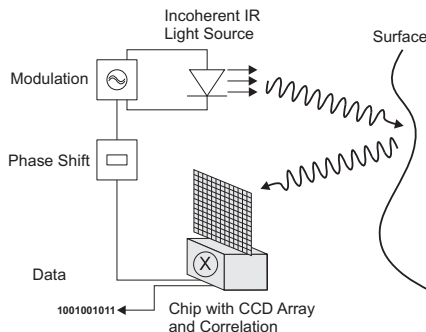 Incoherent IR
Light Source
Surface
Modulation
Phase Shift
X
Data
1001001011
Chip with CCD Array
and Correlation